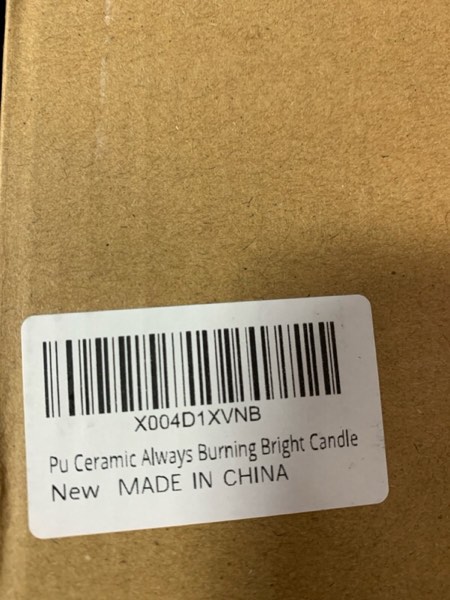 X004D1XVNB
Pu Ceramic Always Burning Bright Candle
New MADE IN CHINA